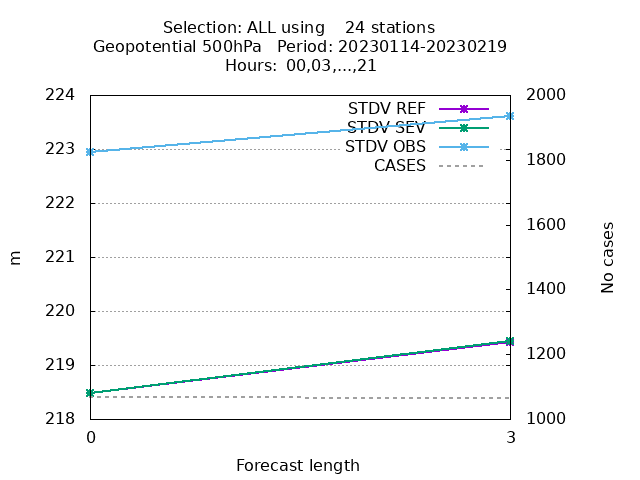 Selection: ALL using    24 stations
Geopotential 500hPa   Period: 20230114-20230219
Hours: 00,03,...,21
224
223
222
221
220
219
218
m
2000
1800
1600
1400
1200
1000
No cases
STDV REF
STDV SEV
STDV OBS
CASES
0
3
Forecast length